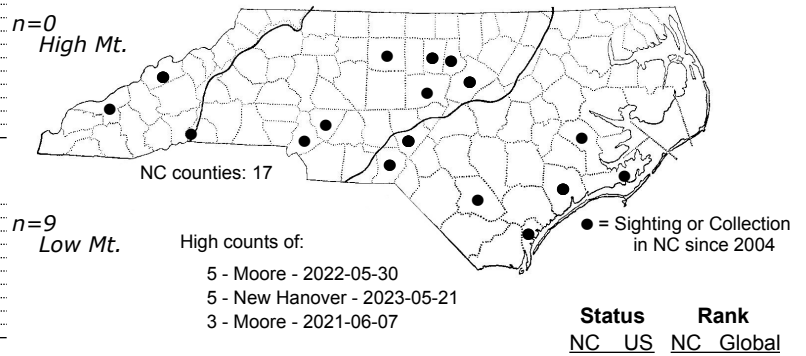 n=0
High Mt.
NC counties: 17
n=9
Low Mt.
High counts of:
5 - Moore - 2022-05-30
5 - New Hanover - 2023-05-21
3 - Moore - 2021-06-07
● = Sighting or Collection
in NC since 2004
Status Rank
NC US NC Global